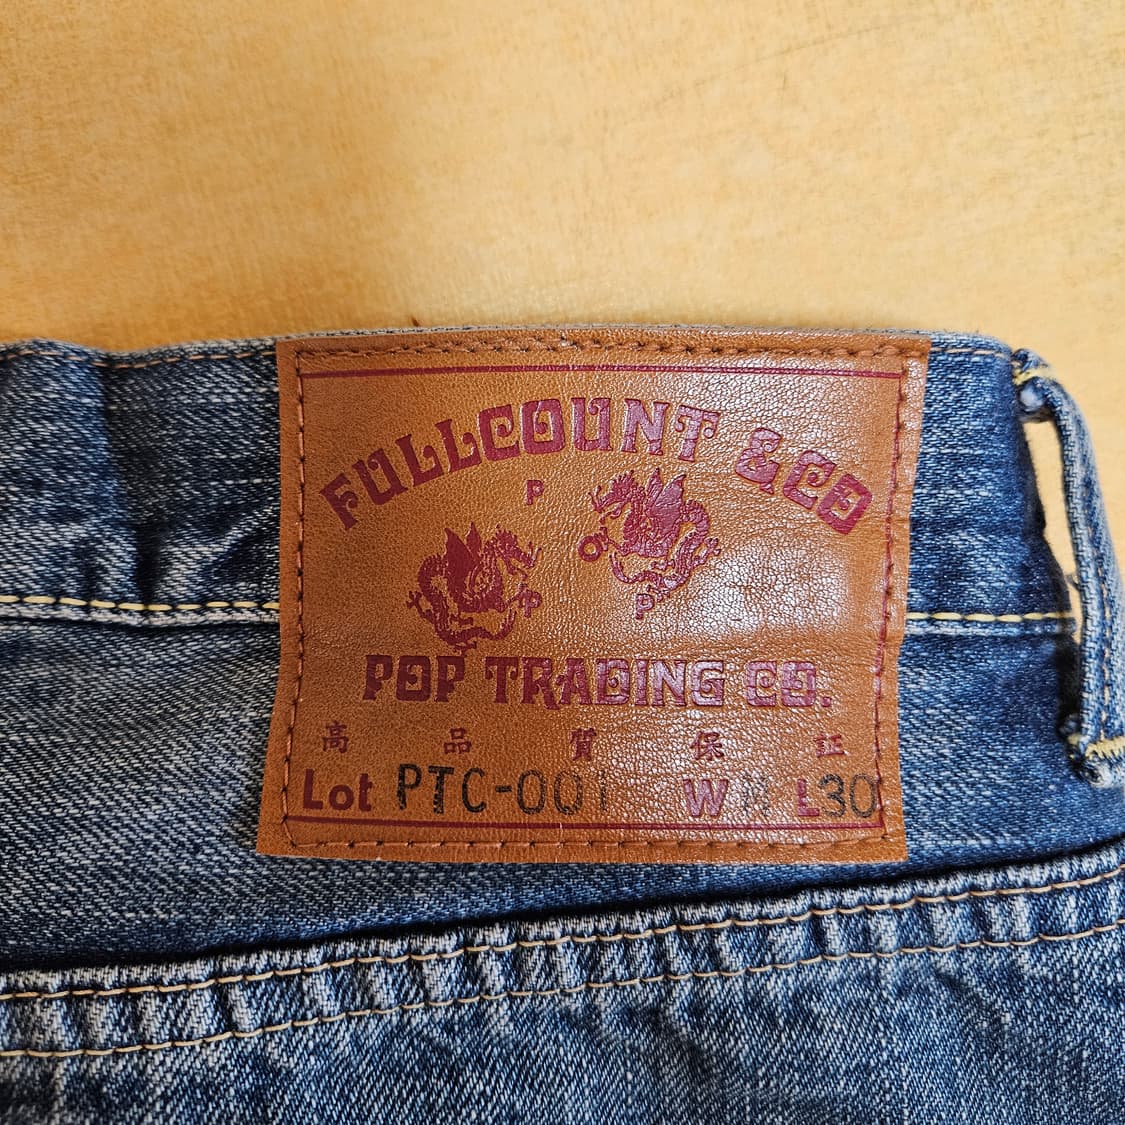 FULLCOUNT &CO
P
O
P P
POP TRADING CO.
高品質保証
Lot PTC-001 W L30